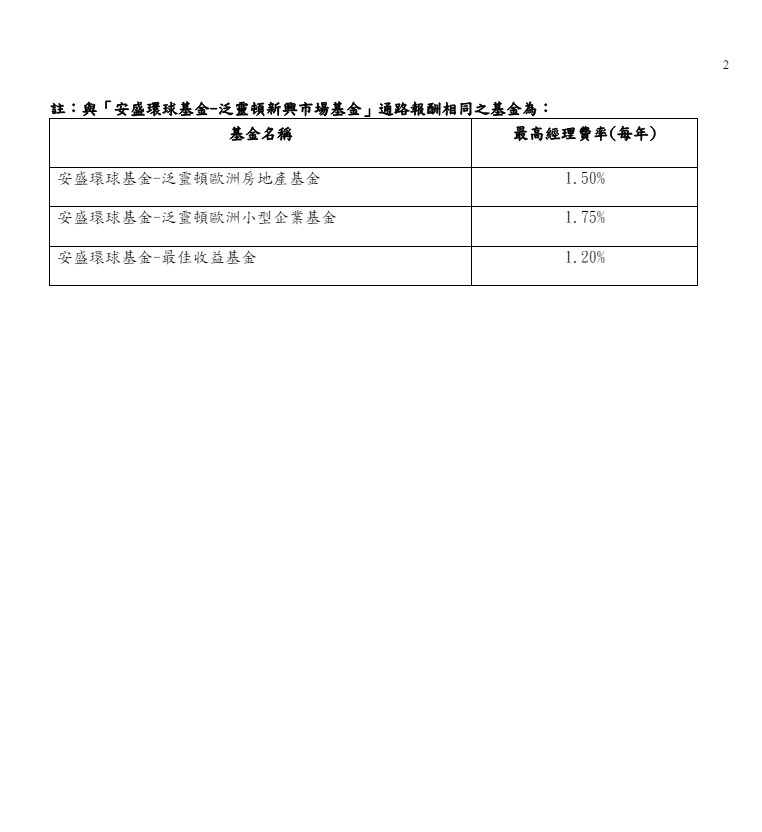 2
註：與「安盛環球基金-泛靈頓新興市場基金」通路報酬相同之基金為：
基金名稱 最高經理費率(每年)
安盛環球基金-泛靈頓歐洲房地產基金 1.50%
安盛環球基金-泛靈頓歐洲小型企業基金 1.75%
安盛環球基金-最佳收益基金 1.20%